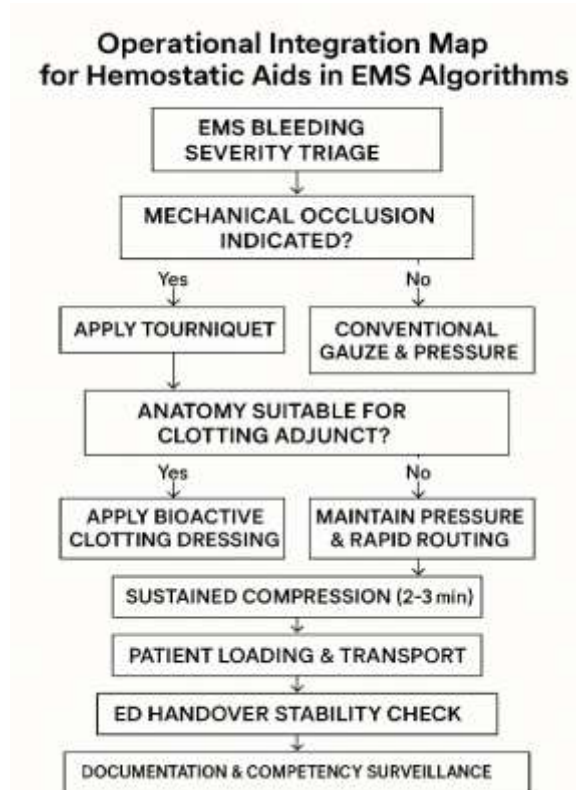 Operational Integration Map
for Hemostatic Aids in EMS Algorithms
EMS BLEEDING
SEVERITY TRIAGE
MECHANICAL OCCLUSION
INDICATED?
Yes
No
APPLY TOURNIQUET
CONVENTIONAL
GAUZE & PRESSURE
ANATOMY SUITABLE FOR
CLOTTING ADJUNCT?
Yes
No
APPLY BIOACTIVE
CLOTTING DRESSING
MAINTAIN PRESSURE
& RAPID ROUTING
SUSTAINED COMPRESSION (2-3 min)
PATIENT LOADING & TRANSPORT
ED HANDOVER STABILITY CHECK
DOCUMENTATION & COMPETENCY SURVEILLANCE